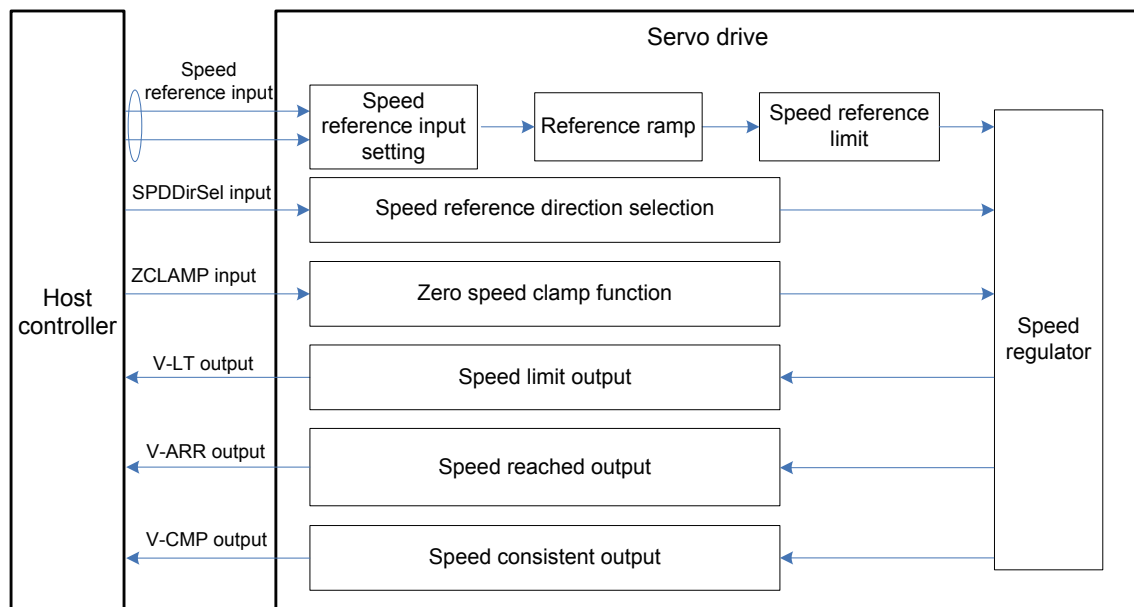 Servo drive
Speed
reference input
Speed
reference input
setting
Reference ramp
Speed reference
limit
SPDDirSel input
Speed reference direction selection
ZCLAMP input
Zero speed clamp function
Host
controller
Speed
regulator
V-LT output
Speed limit output
V-ARR output
Speed reached output
V-CMP output
Speed consistent output